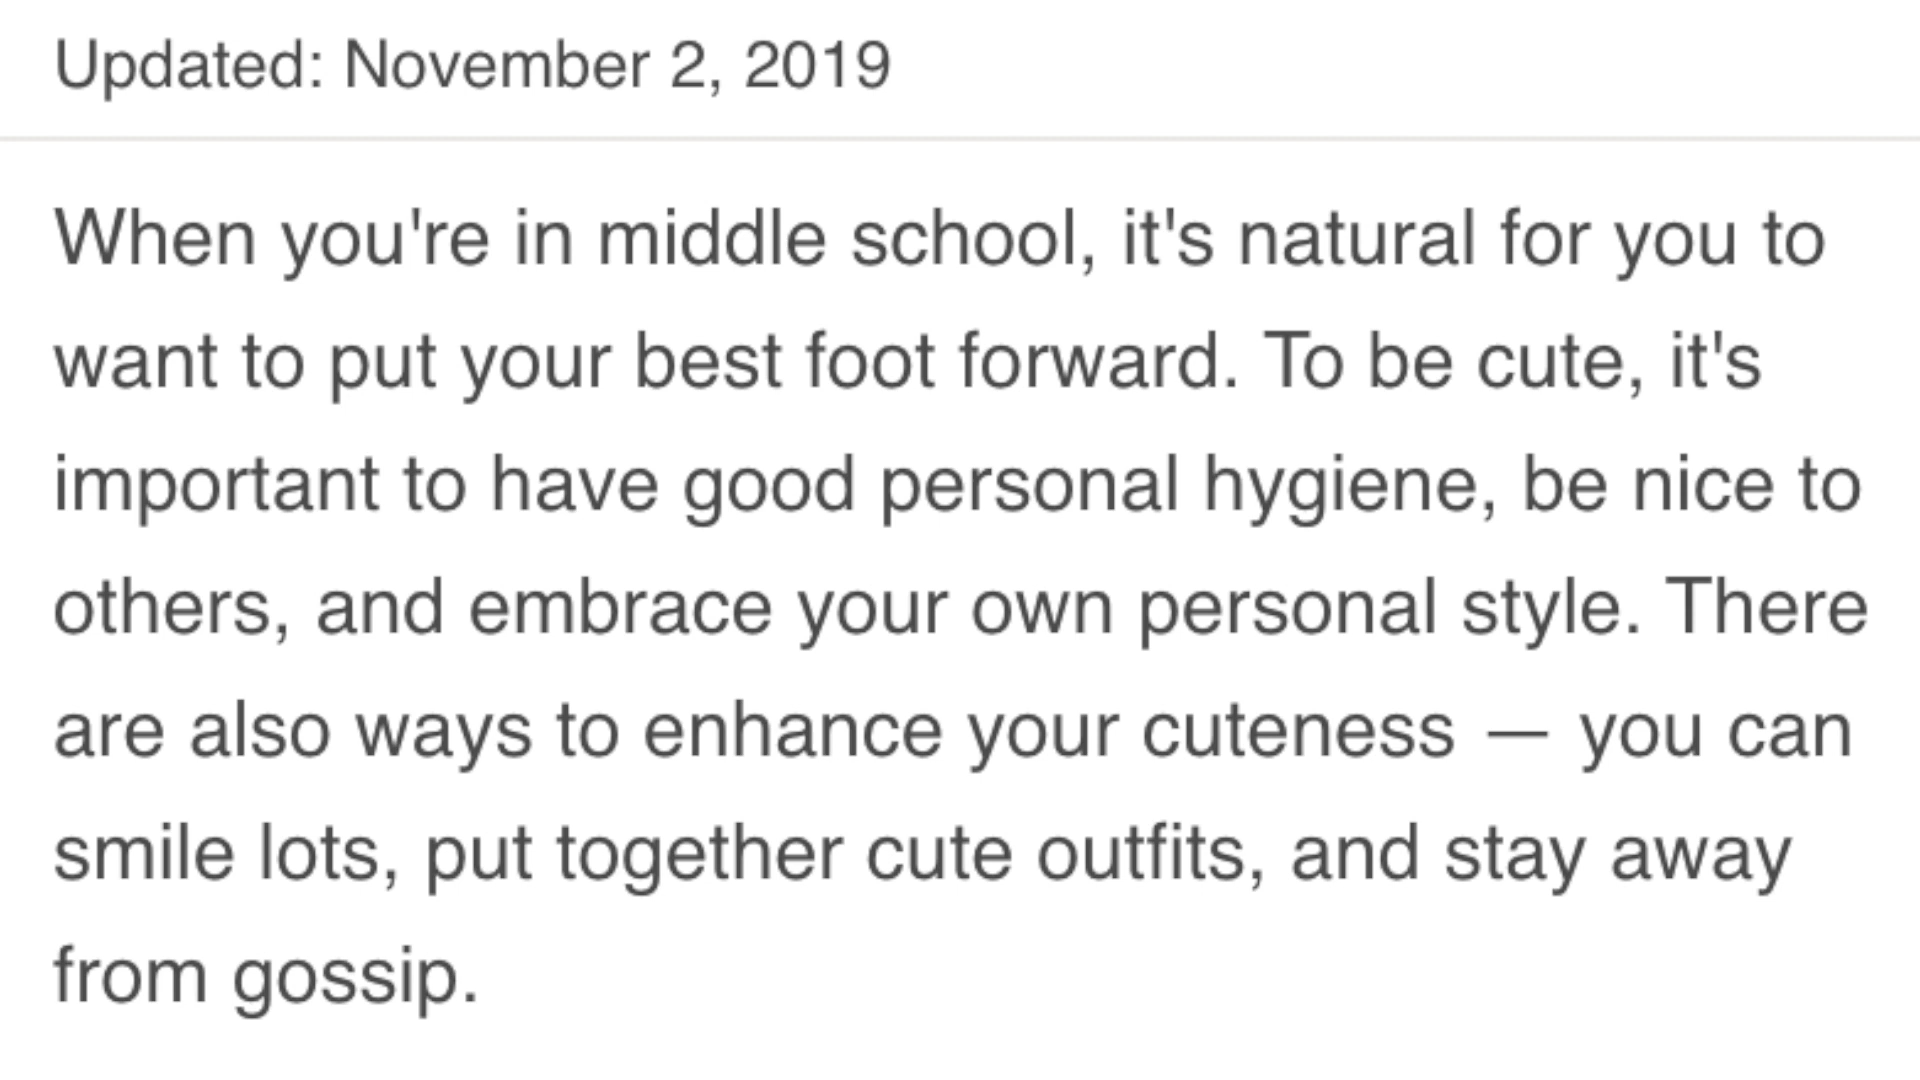 Updated: November 2, 2019
When you're in middle school, it's natural for you to
want to put your best foot forward. To be cute, it's
important to have good personal hygiene, be nice to
others, and embrace your own personal style. There
are also ways to enhance your cuteness — you can
smile lots, put together cute outfits, and stay away
from gossip.